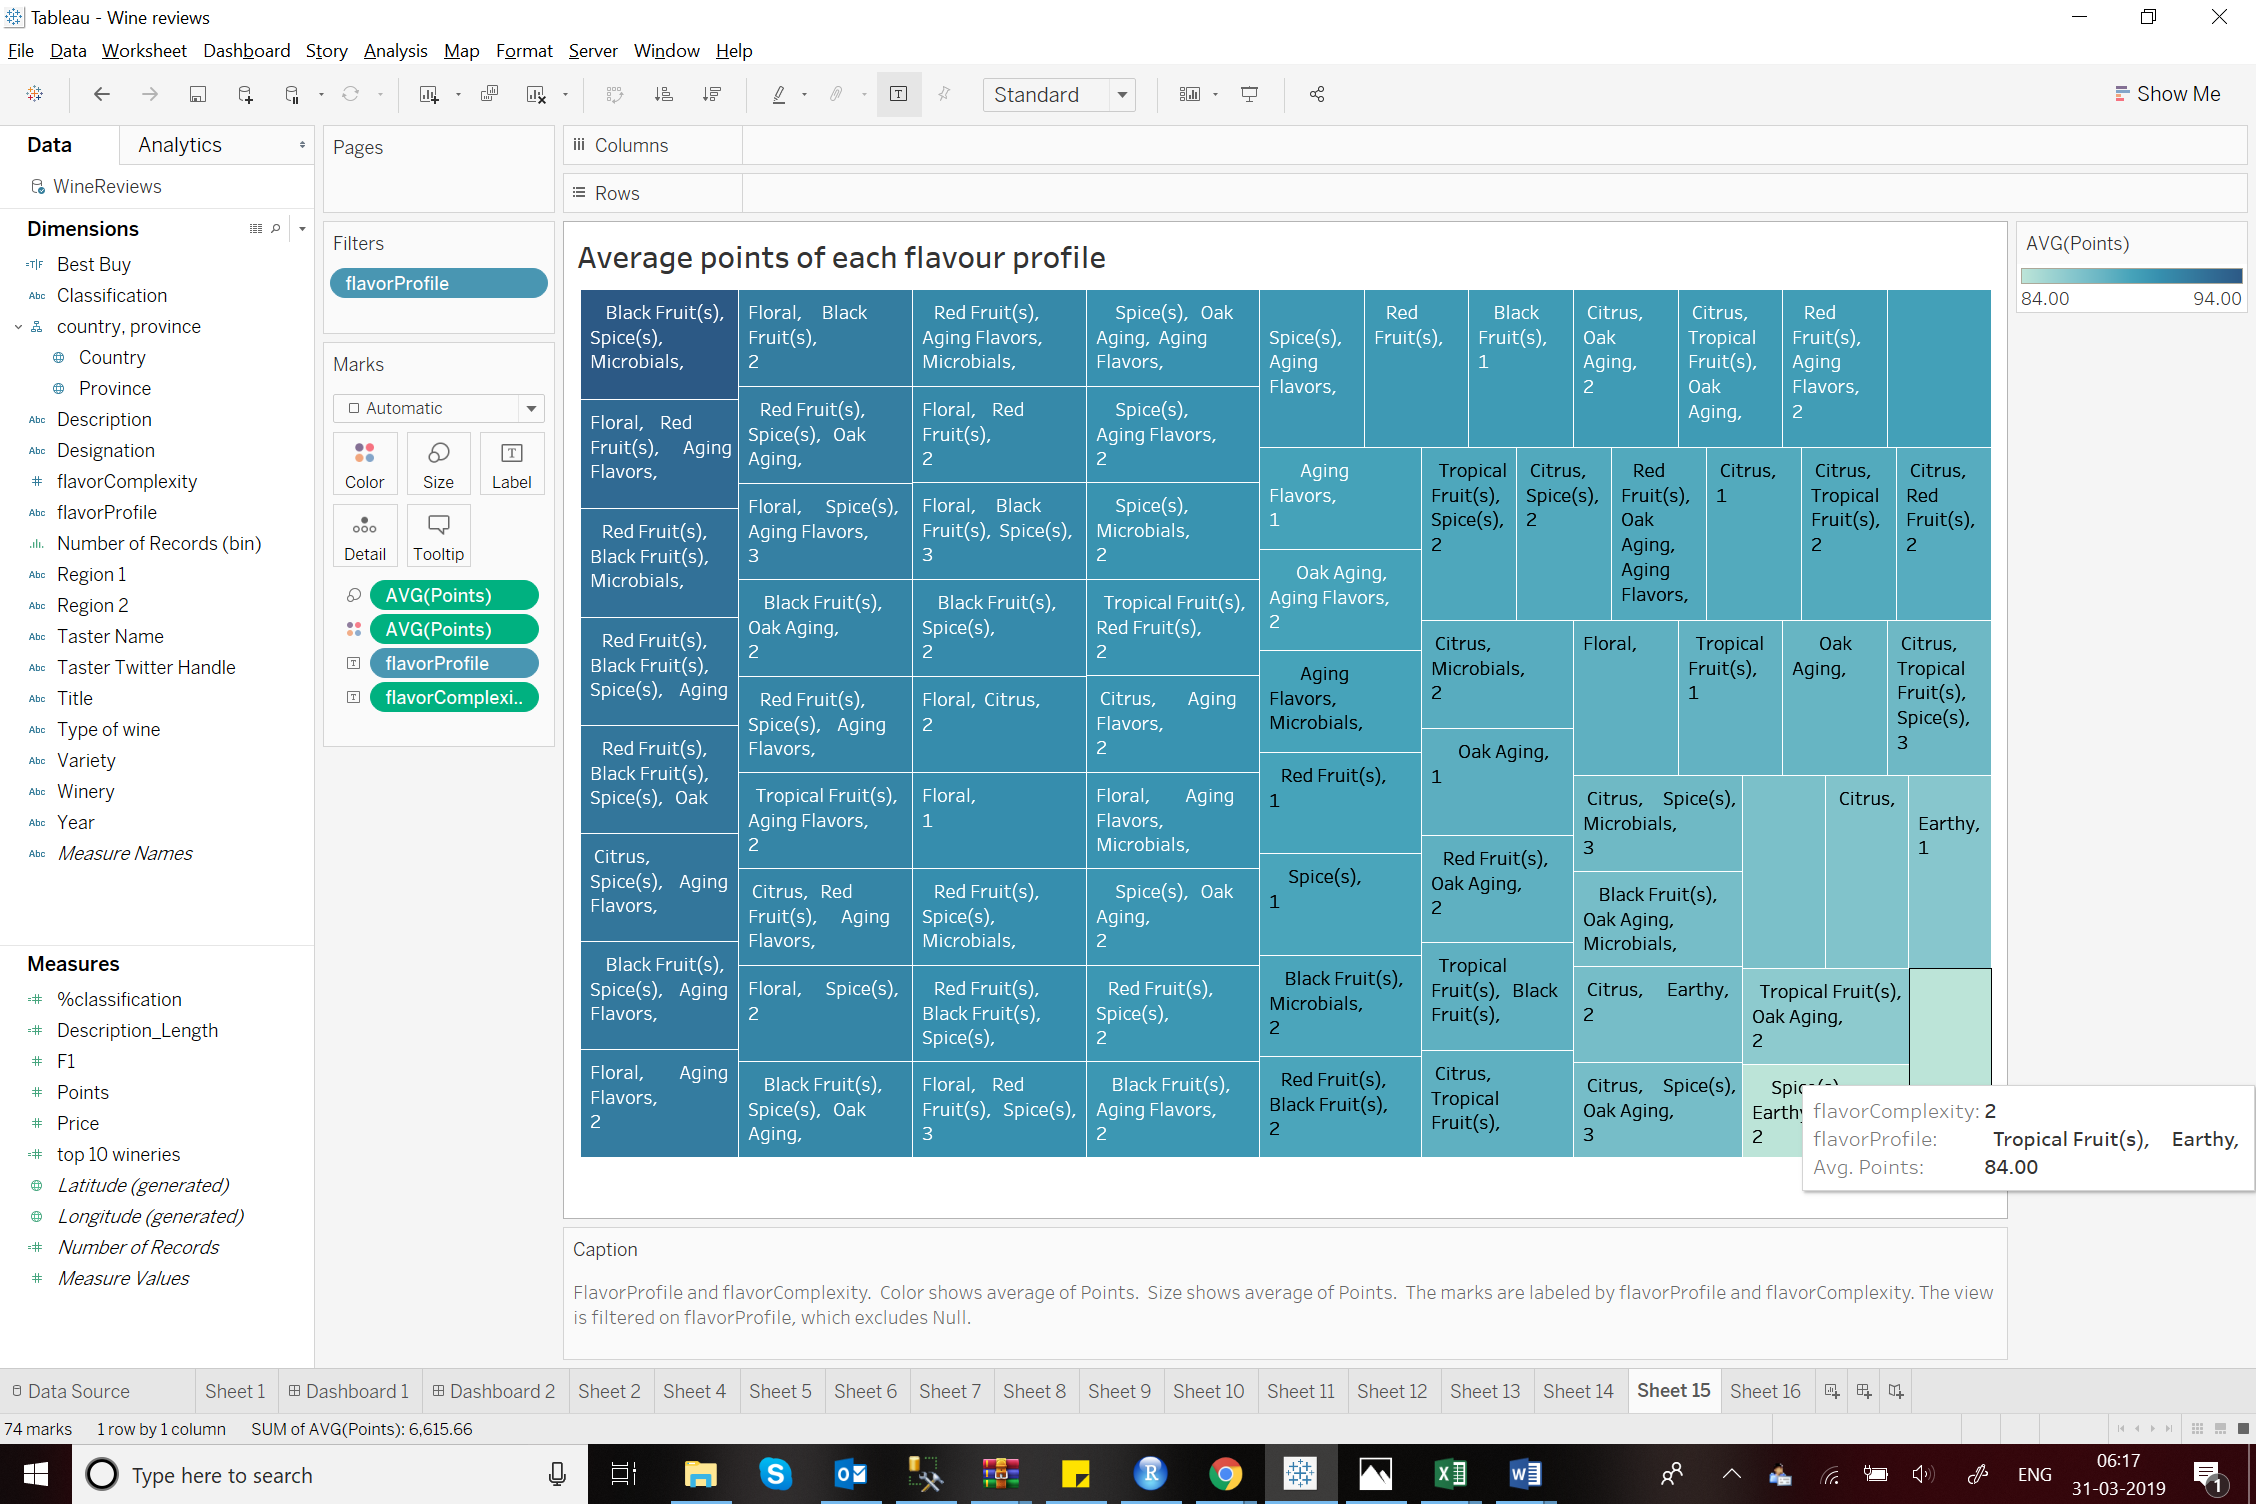 Tableau - Wine reviews
File Data Worksheet Dashboard Story Analysis Map Format Server Window Help
Standard
Show Me
Data
Analytics
WineReviews
Dimensions
=T|F Best Buy
Abc Classification
country, province
Country
Province
Abc Description
Abc Designation
# flavorComplexity
Abc flavorProfile
Number of Records (bin)
Abc Region 1
Abc Region 2
Abc Taster Name
Abc Taster Twitter Handle
Abc Title
Abc Type of wine
Abc Variety
Abc Winery
Abc Year
Abc Measure Names
Measures
=# %classification
=# Description_Length
# F1
# Points
# Price
=# top 10 wineries
Latitude (generated)
Longitude (generated)
=# Number of Records
# Measure Values
Pages
Filters
flavorProfile
Marks
Automatic
Color
Size
Label
Detail
Tooltip
AVG(Points)
AVG(Points)
flavorProfile
flavorComplexi..
Columns
Rows
Average points of each flavour profile
Black Fruit(s),
Spice(s),
Microbials,
Floral, Red
Fruit(s), Aging
Flavors,
Red Fruit(s),
Black Fruit(s),
Microbials,
Red Fruit(s),
Black Fruit(s),
Spice(s), Aging
Red Fruit(s),
Black Fruit(s),
Spice(s), Oak
Citrus,
Spice(s), Aging
Flavors,
Black Fruit(s),
Spice(s), Aging
Flavors,
Floral, Aging
Flavors,
2
Floral, Black
Fruit(s),
2
Red Fruit(s),
Spice(s), Oak
Aging,
Floral, Spice(s),
Aging Flavors,
3
Black Fruit(s),
Oak Aging,
2
Red Fruit(s),
Spice(s), Aging
Flavors,
Tropical Fruit(s),
Aging Flavors,
2
Citrus, Red
Fruit(s), Aging
Flavors,
Floral, Spice(s),
2
Black Fruit(s),
Spice(s), Oak
Aging,
Red Fruit(s),
Aging Flavors,
Microbials,
Floral, Red
Fruit(s),
2
Floral, Black
Fruit(s), Spice(s),
3
Black Fruit(s),
Spice(s),
2
Floral, Citrus,
2
Floral,
1
Red Fruit(s),
Spice(s),
Microbials,
Red Fruit(s),
Black Fruit(s),
Spice(s),
Floral, Red
Fruit(s), Spice(s),
3
Spice(s), Oak
Aging, Aging
Flavors,
Spice(s),
Aging Flavors,
2
Spice(s),
Microbials,
2
Tropical Fruit(s),
Red Fruit(s),
2
Citrus, Aging
Flavors,
2
Floral, Aging
Flavors,
Microbials,
Spice(s), Oak
Aging,
2
Red Fruit(s),
Spice(s),
2
Black Fruit(s),
Aging Flavors,
2
Spice(s),
Aging
Flavors,
Red
Fruit(s),
Black
Fruit(s),
1
Citrus,
Oak
Aging,
2
Citrus,
Tropical
Fruit(s),
Oak
Aging,
Red
Fruit(s),
Aging
Flavors,
2
Aging
Flavors,
1
Oak Aging,
Aging Flavors,
2
Aging
Flavors,
Microbials,
Red Fruit(s),
1
Spice(s),
1
Black Fruit(s),
Microbials,
2
Red Fruit(s),
Black Fruit(s),
2
Tropical
Fruit(s),
Spice(s),
2
Citrus,
Spice(s),
2
Red
Fruit(s),
Oak
Aging,
Aging
Flavors,
Citrus,
1
Citrus,
Tropical
Fruit(s),
2
Citrus,
Red
Fruit(s),
2
Citrus,
Microbials,
2
Oak Aging,
1
Red Fruit(s),
Oak Aging,
2
Tropical
Fruit(s), Black
Fruit(s),
Citrus,
Tropical
Fruit(s),
Floral,
Tropical
Fruit(s),
1
Oak
Aging,
Citrus,
Tropical
Fruit(s),
Spice(s),
3
Citrus, Spice(s),
Microbials,
3
Black Fruit(s),
Oak Aging,
Microbials,
Citrus, Earthy,
2
Citrus, Spice(s),
Oak Aging,
3
Citrus,
Earthy,
1
Tropical Fruit(s),
Oak Aging,
2
Spice(s),
Earthy
2
flavorComplexity: 2
flavorProfile: Tropical Fruit(s), Earthy,
Avg. Points: 84.00
AVG(Points)
84.00 94.00
Caption
FlavorProfile and flavorComplexity. Color shows average of Points. Size shows average of Points. The marks are labeled by flavorProfile and flavorComplexity. The view
is filtered on flavorProfile, which excludes Null.
Data Source Sheet 1 Dashboard 1 Dashboard 2 Sheet 2 Sheet 4 Sheet 5 Sheet 6 Sheet 7 Sheet 8 Sheet 9 Sheet 10 Sheet 11 Sheet 12 Sheet 13 Sheet 14 Sheet 15 Sheet 16
74 marks 1 row by 1 column SUM of AVG(Points): 6,615.66
Type here to search
ENG
06:17
31-03-2019
1